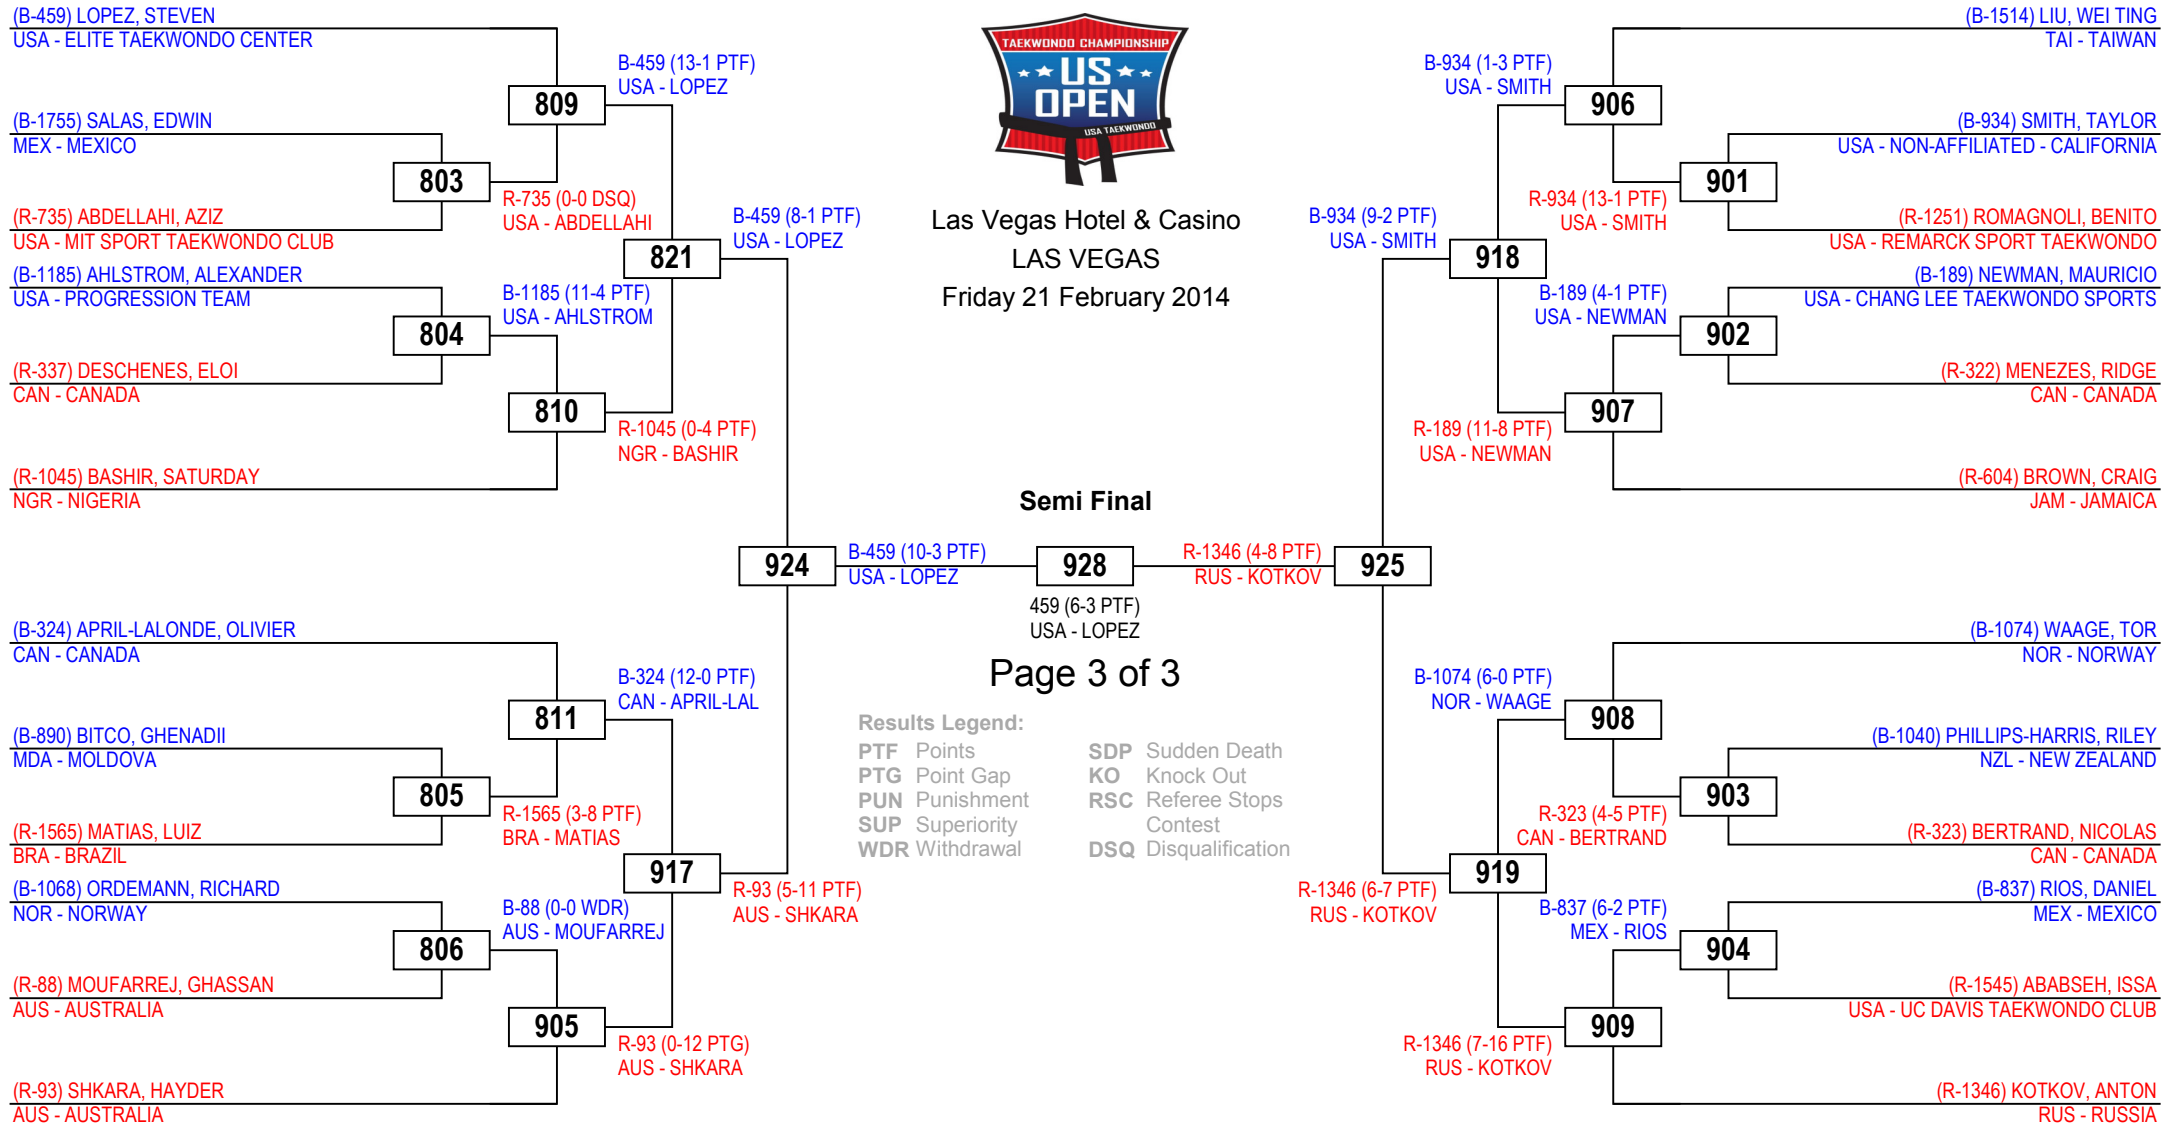 (B-459) LOPEZ, STEVEN
USA - ELITE TAEKWONDO CENTER
(B-1755) SALAS, EDWIN
MEX - MEXICO
(R-735) ABDELLAHI, AZIZ
USA - MIT SPORT TAEKWONDO CLUB
(B-1185) AHLSTROM, ALEXANDER
USA - PROGRESSION TEAM
(R-337) DESCHENES, ELOI
CAN - CANADA
(R-1045) BASHIR, SATURDAY
NGR - NIGERIA
(B-324) APRIL-LALONDE, OLIVIER
CAN - CANADA
(B-890) BITCO, GHENADII
MDA - MOLDOVA
(R-1565) MATIAS, LUIZ
BRA - BRAZIL
(B-1068) ORDEMANN, RICHARD
NOR - NORWAY
(R-88) MOUFARREJ, GHASSAN
AUS - AUSTRALIA
(R-93) SHKARA, HAYDER
AUS - AUSTRALIA
803
804
805
806
R-735 (0-0 DSQ)
USA - ABDELLAHI
B-1185 (11-4 PTF)
USA - AHLSTROM
R-1565 (3-8 PTF)
BRA - MATIAS
B-88 (0-0 WDR)
AUS - MOUFARREJ
809
810
811
905
B-459 (13-1 PTF)
USA - LOPEZ
R-1045 (0-4 PTF)
NGR - BASHIR
B-324 (12-0 PTF)
CAN - APRIL-LAL
R-93 (0-12 PTG)
AUS - SHKARA
821
917
B-459 (8-1 PTF)
USA - LOPEZ
R-93 (5-11 PTF)
AUS - SHKARA
924
B-459 (10-3 PTF)
USA - LOPEZ
TAEKWONDO CHAMPIONSHIP
US
OPEN
USA TAEKWONDO
Las Vegas Hotel & Casino
LAS VEGAS
Friday 21 February 2014
Semi Final
928
459 (6-3 PTF)
USA - LOPEZ
Page 3 of 3
Results Legend:
PTF Points
PTG Point Gap
PUN Punishment
SUP Superiority
WDR Withdrawal
SDP Sudden Death
KO Knock Out
RSC Referee Stops
Contest
DSQ Disqualification
R-1346 (4-8 PTF)
RUS - KOTKOV
925
B-934 (9-2 PTF)
USA - SMITH
R-1346 (6-7 PTF)
RUS - KOTKOV
918
919
B-934 (1-3 PTF)
USA - SMITH
R-189 (11-8 PTF)
USA - NEWMAN
B-1074 (6-0 PTF)
NOR - WAAGE
R-1346 (7-16 PTF)
RUS - KOTKOV
906
907
908
909
R-934 (13-1 PTF)
USA - SMITH
B-189 (4-1 PTF)
USA - NEWMAN
R-323 (4-5 PTF)
CAN - BERTRAND
B-837 (6-2 PTF)
MEX - RIOS
901
902
903
904
(B-1514) LIU, WEI TING
TAI - TAIWAN
(B-934) SMITH, TAYLOR
USA - NON-AFFILIATED - CALIFORNIA
(R-1251) ROMAGNOLI, BENITO
USA - REMARCK SPORT TAEKWONDO
(B-189) NEWMAN, MAURICIO
USA - CHANG LEE TAEKWONDO SPORTS
(R-322) MENEZES, RIDGE
CAN - CANADA
(R-604) BROWN, CRAIG
JAM - JAMAICA
(B-1074) WAAGE, TOR
NOR - NORWAY
(B-1040) PHILLIPS-HARRIS, RILEY
NZL - NEW ZEALAND
(R-323) BERTRAND, NICOLAS
CAN - CANADA
(B-837) RIOS, DANIEL
MEX - MEXICO
(R-1545) ABABSEH, ISSA
USA - UC DAVIS TAEKWONDO CLUB
(R-1346) KOTKOV, ANTON
RUS - RUSSIA